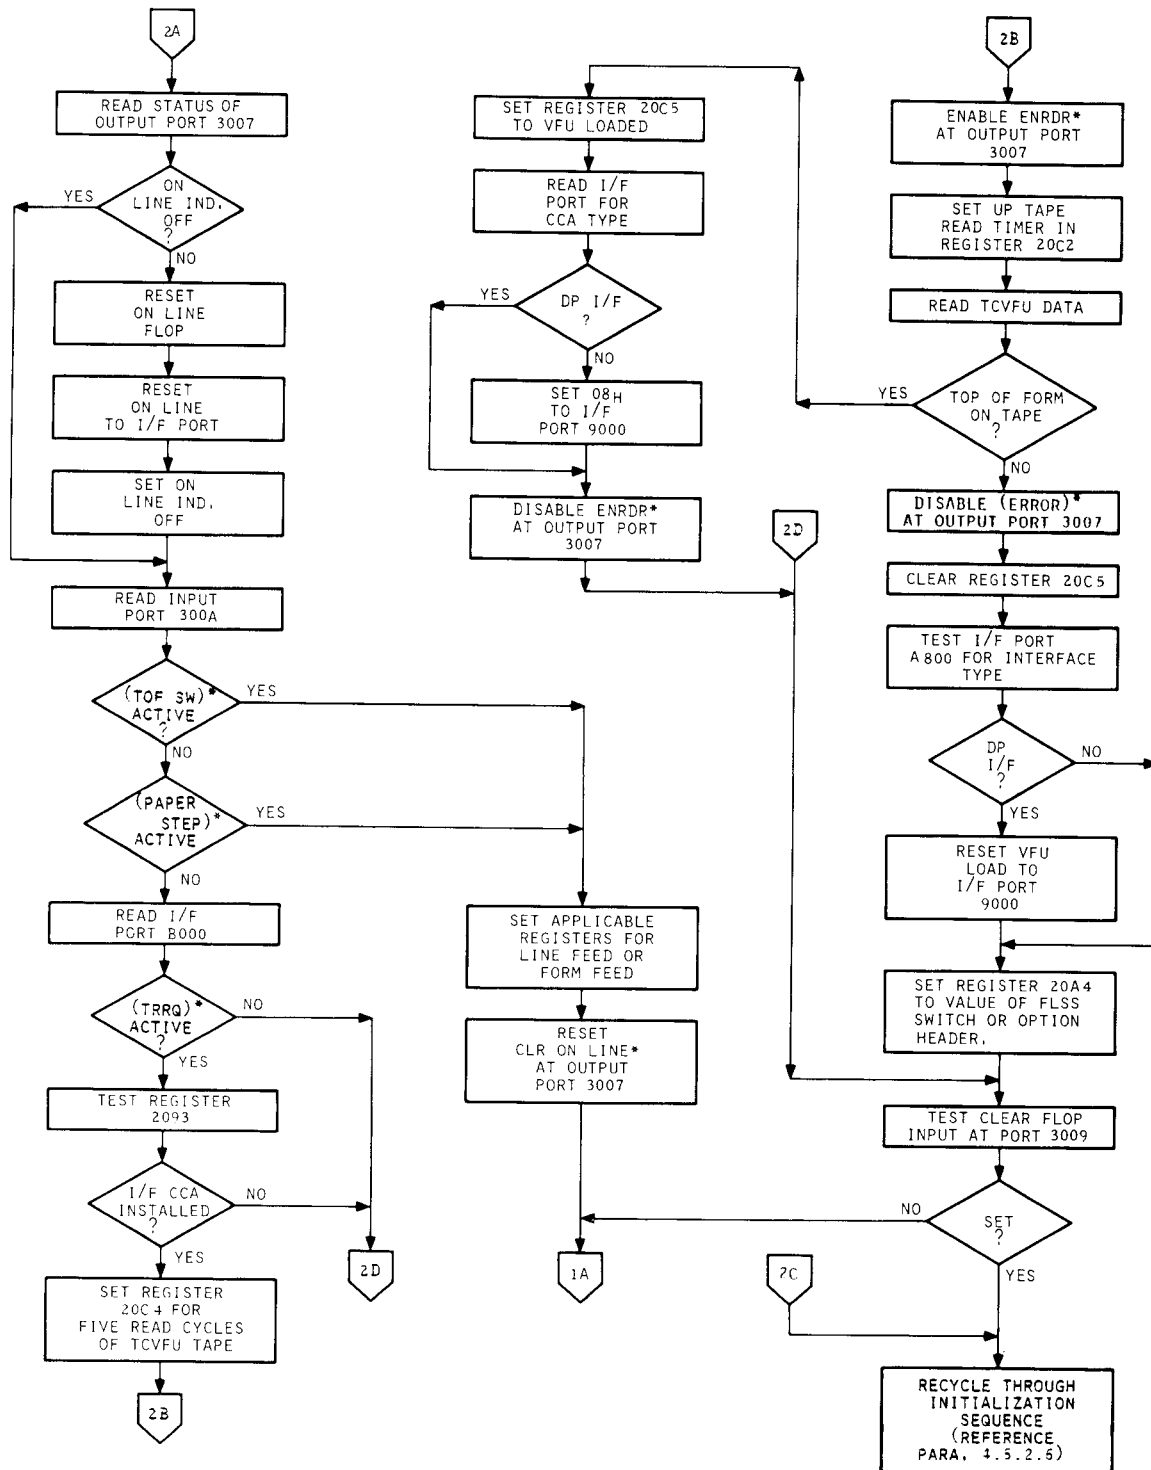 2A
READ STATUS OF
OUTPUT PORT 3007
ON
LINE IND.
OFF
?
YES
NO
RESET
ON LINE
FLOP
RESET
ON LINE
TO I/F PORT
SET ON
LINE IND.
OFF
READ INPUT
PORT 300A
(TOF SW)*
ACTIVE
?
YES
NO
(PAPER
STEP)*
ACTIVE
YES
NO
READ I/F
PORT B000
(TRRQ)*
ACTIVE
?
NO
YES
TEST REGISTER
2093
I/F CCA
INSTALLED
?
NO
YES
2D
SET REGISTER
20C4 FOR
FIVE READ CYCLES
OF TCVFU TAPE
2B
SET REGISTER 20C5
TO VFU LOADED
READ I/F
PORT FOR
CCA TYPE
DP I/F
?
YES
NO
SET 08H
TO I/F
PORT 9000
DISABLE ENRDR*
AT OUTPUT PORT
3007
SET APPLICABLE
REGISTERS FOR
LINE FEED OR
FORM FEED
RESET
CLR ON LINE*
AT OUTPUT
PORT 3007
1A
2B
ENABLE ENRDR*
AT OUTPUT PORT
3007
SET UP TAPE
READ TIMER IN
REGISTER 20C2
READ TCVFU DATA
TOP OF FORM
ON TAPE
?
YES
NO
DISABLE (ERROR)*
AT OUTPUT PORT 3007
2D
CLEAR REGISTER 20C5
TEST I/F PORT
A800 FOR INTERFACE
TYPE
DP
I/F
?
NO
YES
RESET VFU
LOAD TO
I/F PORT
9000
SET REGISTER 20A4
TO VALUE OF FLSS
SWITCH OR OPTION
HEADER.
TEST CLEAR FLOP
INPUT AT PORT 3009
SET
?
NO
YES
2C
RECYCLE THROUGH
INITIALIZATION
SEQUENCE
(REFERENCE
PARA. 4.5.2.6)